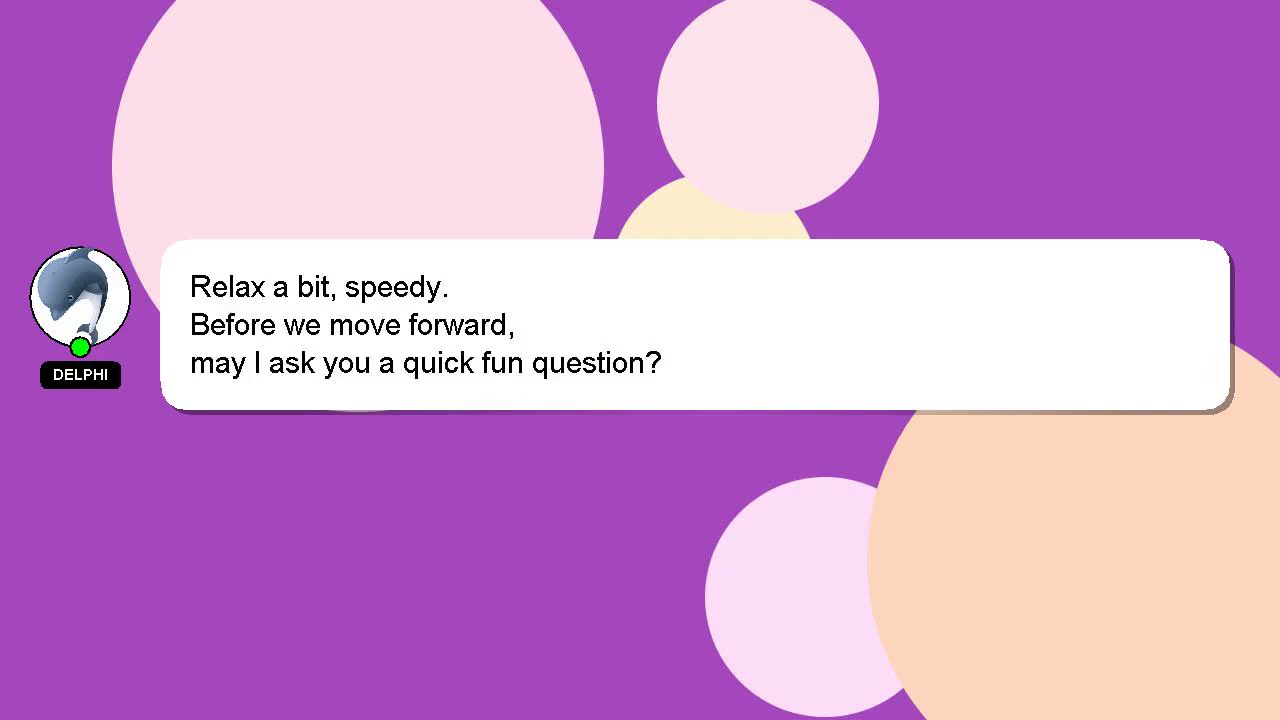 Relax a bit, speedy.
Before we move forward,
may I ask you a quick fun question?
DELPHI